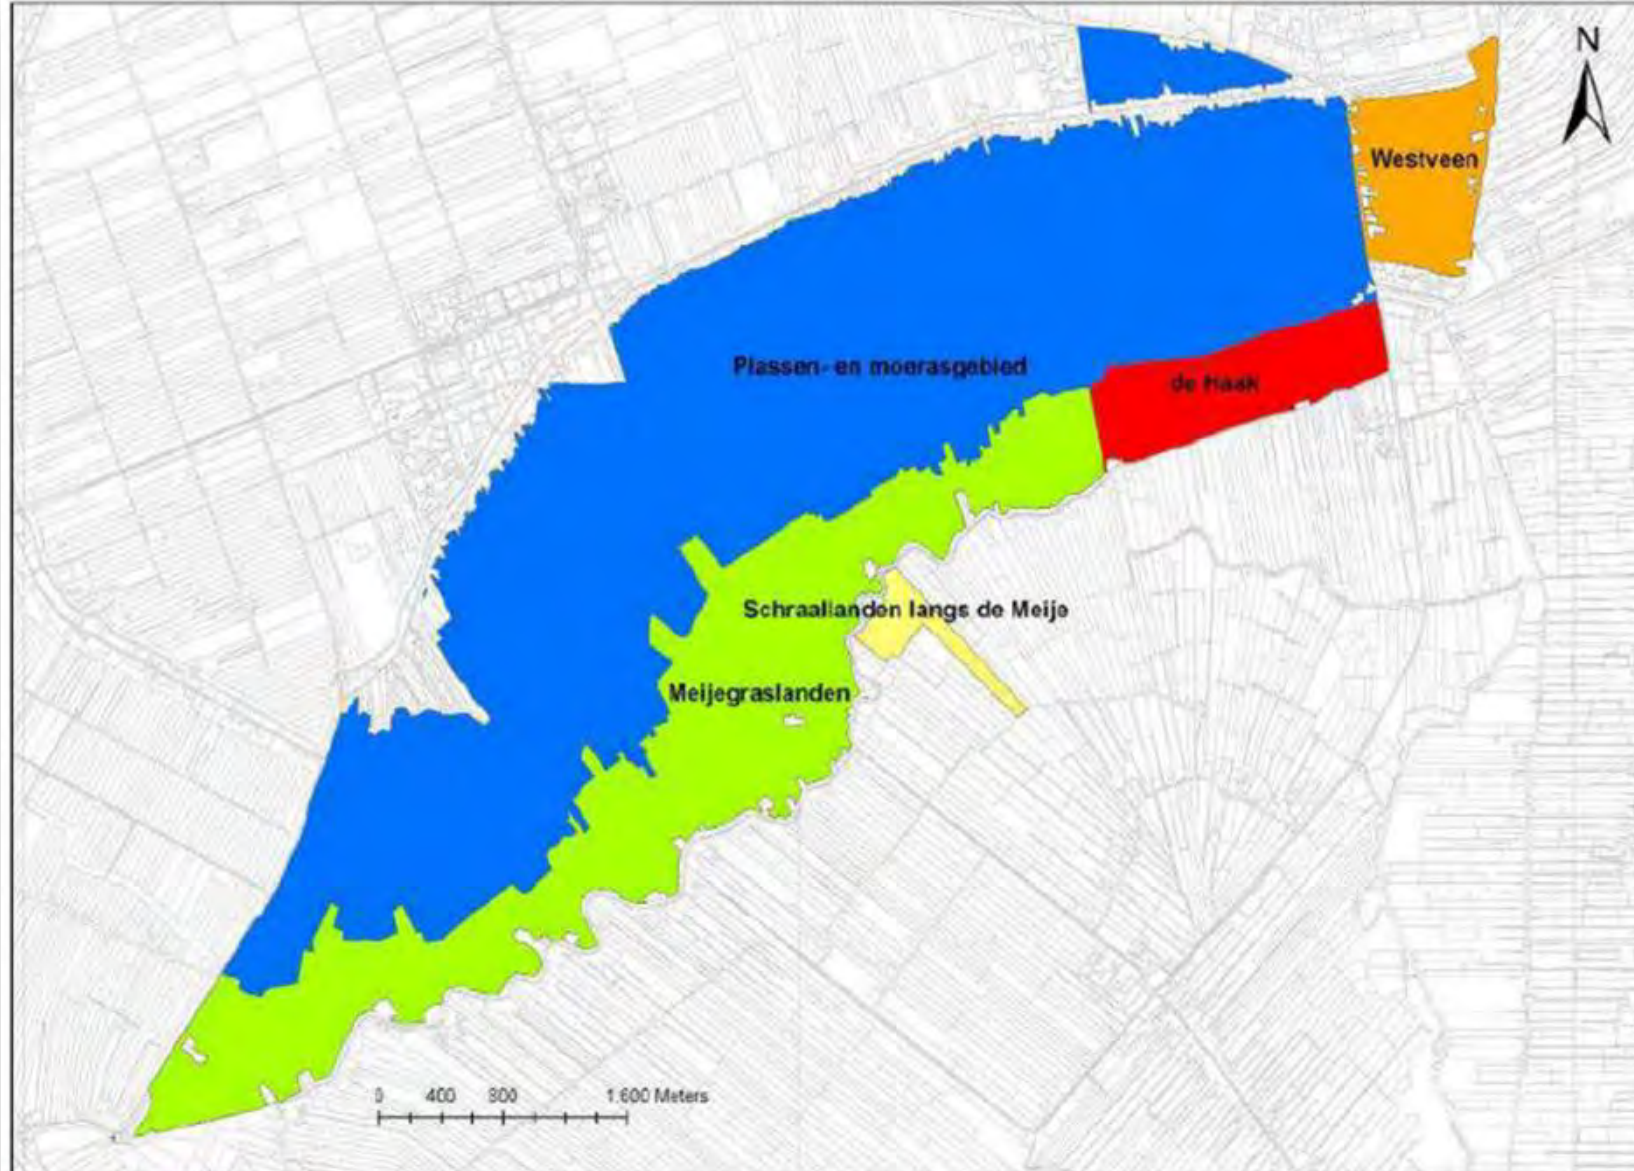 N
Westveen
Plassen- en moerasgebied
de Haak
Schraallanden langs de Meije
Meijegraslanden
0 400 800 1.600 Meters